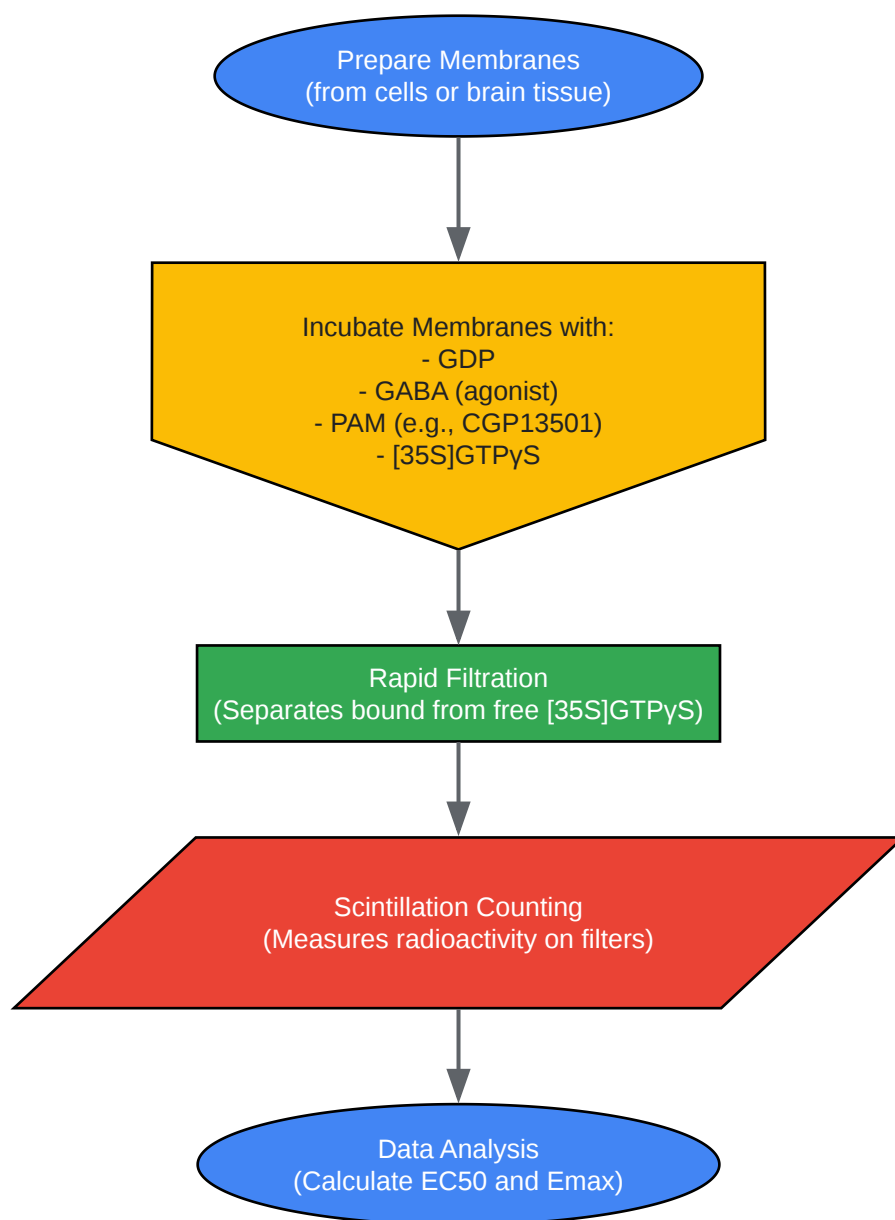 Prepare Membranes
(from cells or brain tissue)
Incubate Membranes with:
- GDP
- GABA (agonist)
- PAM (e.g., CGP13501)
- [35S]GTPγS
Rapid Filtration
(Separates bound from free [35S]GTPγS)
Scintillation Counting
(Measures radioactivity on filters)
Data Analysis
(Calculate EC50 and Emax)